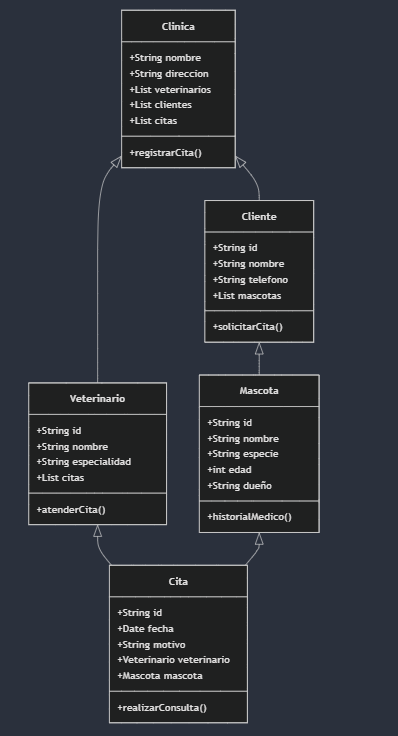 Clinica
+String nombre
+String direccion
+List veterinarios
+List clientes
+List citas
+registrarCita()
Cliente
+String id
+String nombre
+String telefono
+List mascotas
+solicitarCita()
Veterinario
+String id
+String nombre
+String especialidad
+List citas
+atenderCita()
Mascota
+String id
+String nombre
+String especie
+int edad
+String dueño
+historialMedico()
Cita
+String id
+Date fecha
+String motivo
+Veterinario veterinario
+Mascota mascota
+realizarConsulta()